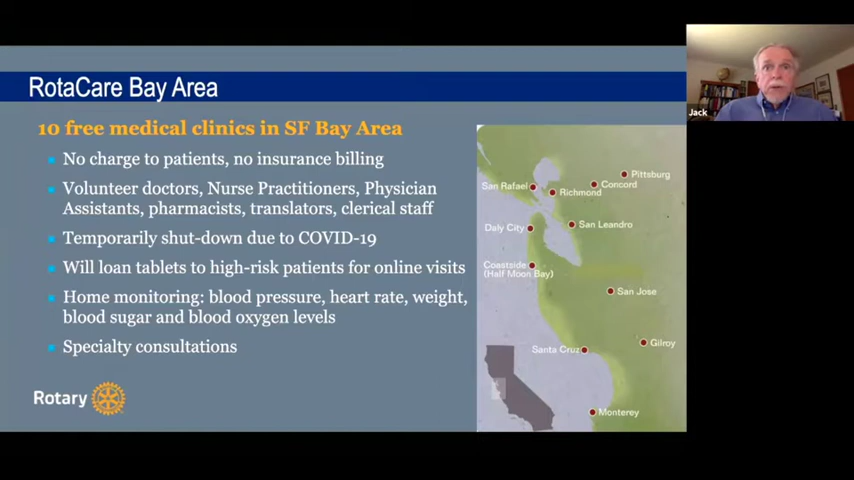 RotaCare Bay Area
10 free medical clinics in SF Bay Area
No charge to patients, no insurance billing
Volunteer doctors, Nurse Practitioners, Physician
Assistants, pharmacists, translators, clerical staff
Temporarily shut-down due to COVID-19
Will loan tablets to high-risk patients for online visits
Home monitoring: blood pressure, heart rate, weight,
blood sugar and blood oxygen levels
Specialty consultations
Rotary
Pittsburg
Concord
San Rafael
Richmond
San Leandro
Daly City
Coastside
(Half Moon Bay)
San Jose
Gilroy
Santa Cruz
Monterey
Jack